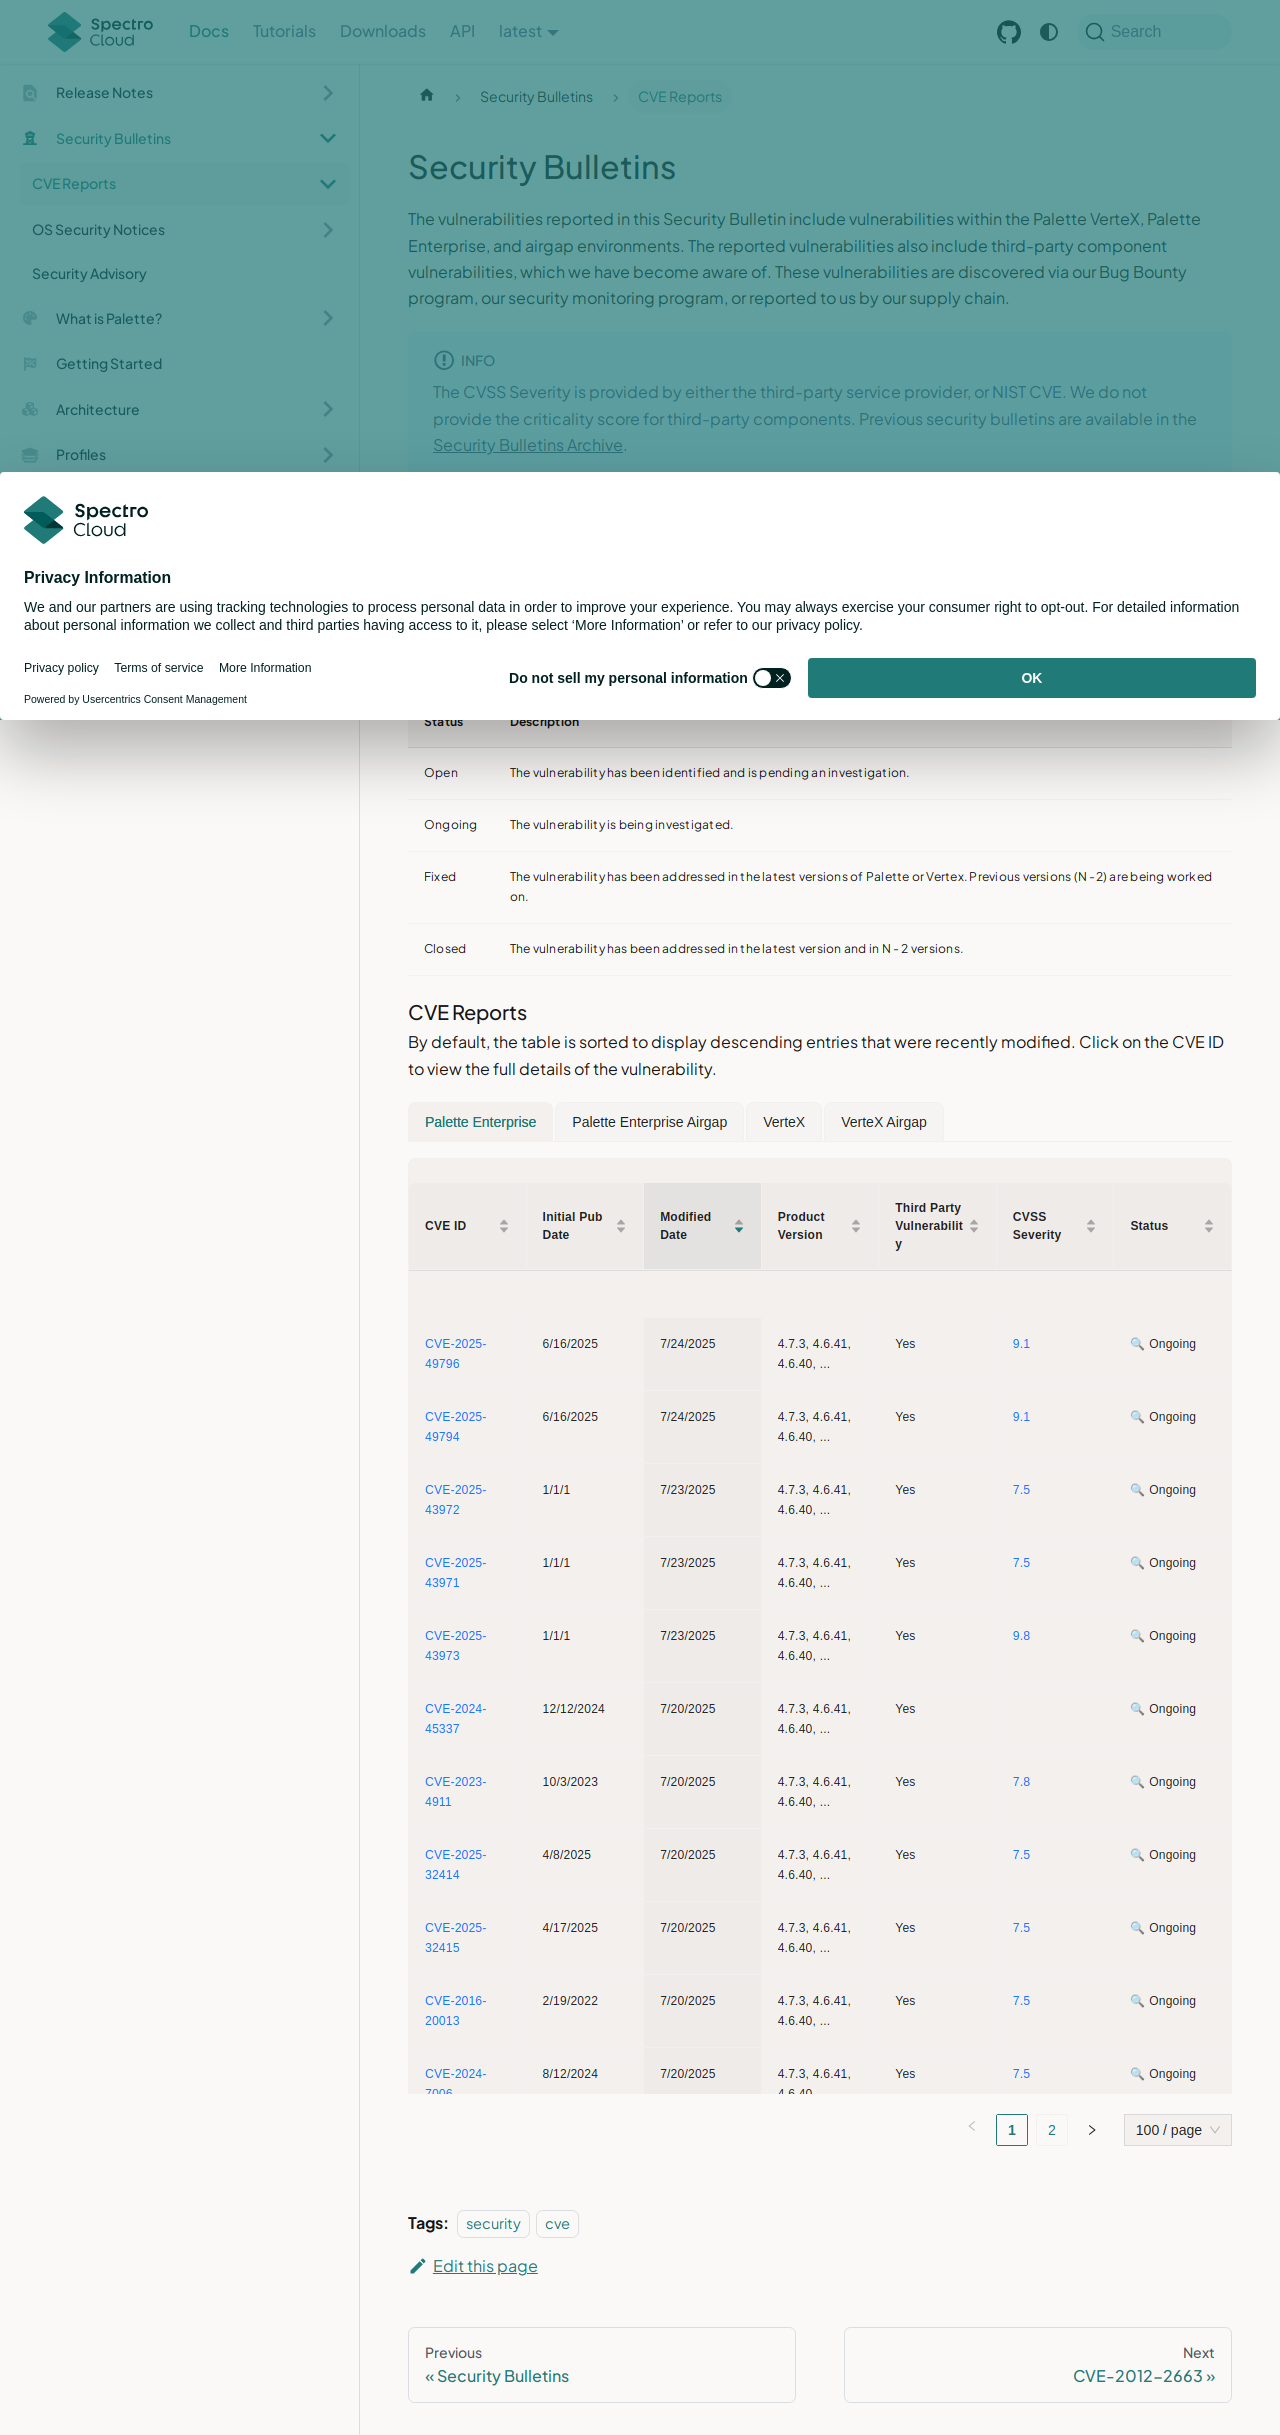 Spectro Cloud
Docs Tutorials Downloads API latest Search
Release Notes
Security Bulletins
CVE Reports
OS Security Notices
Security Advisory
What is Palette?
Getting Started
Architecture
Profiles
Security Bulletins CVE Reports
Security Bulletins
The vulnerabilities reported in this Security Bulletin include vulnerabilities within the Palette VerteX, Palette
Enterprise, and airgap environments. The reported vulnerabilities also include third-party component
vulnerabilities, which we have become aware of. These vulnerabilities are discovered via our Bug Bounty
program, our security monitoring program, or reported to us by our supply chain.
INFO
The CVSS Severity is provided by either the third-party service provider, or NIST CVE. We do not
provide the criticality score for third-party components. Previous security bulletins are available in the
Security Bulletins Archive.
Spectro
Cloud
Privacy Information
We and our partners are using tracking technologies to process personal data in order to improve your experience. You may always exercise your consumer right to opt-out. For detailed information
about personal information we collect and third parties having access to it, please select ‘More Information’ or refer to our privacy policy.
Privacy policy Terms of service More Information
Do not sell my personal information OK
Powered by Usercentrics Consent Management
Status Description
Open The vulnerability has been identified and is pending an investigation.
Ongoing The vulnerability is being investigated.
Fixed The vulnerability has been addressed in the latest versions of Palette or Vertex. Previous versions (N - 2) are being worked
on.
Closed The vulnerability has been addressed in the latest version and in N - 2 versions.
CVE Reports
By default, the table is sorted to display descending entries that were recently modified. Click on the CVE ID
to view the full details of the vulnerability.
Palette Enterprise Palette Enterprise Airgap VerteX VerteX Airgap
CVE ID Initial Pub Date Modified Date Product Version Third Party Vulnerability CVSS Severity Status
CVE-2025-49796 6/16/2025 7/24/2025 4.7.3, 4.6.41, 4.6.40, ... Yes 9.1 🔍 Ongoing
CVE-2025-49794 6/16/2025 7/24/2025 4.7.3, 4.6.41, 4.6.40, ... Yes 9.1 🔍 Ongoing
CVE-2025-43972 1/1/1 7/23/2025 4.7.3, 4.6.41, 4.6.40, ... Yes 7.5 🔍 Ongoing
CVE-2025-43971 1/1/1 7/23/2025 4.7.3, 4.6.41, 4.6.40, ... Yes 7.5 🔍 Ongoing
CVE-2025-43973 1/1/1 7/23/2025 4.7.3, 4.6.41, 4.6.40, ... Yes 9.8 🔍 Ongoing
CVE-2024-45337 12/12/2024 7/20/2025 4.7.3, 4.6.41, 4.6.40, ... Yes 🔍 Ongoing
CVE-2023-4911 10/3/2023 7/20/2025 4.7.3, 4.6.41, 4.6.40, ... Yes 7.8 🔍 Ongoing
CVE-2025-32414 4/8/2025 7/20/2025 4.7.3, 4.6.41, 4.6.40, ... Yes 7.5 🔍 Ongoing
CVE-2025-32415 4/17/2025 7/20/2025 4.7.3, 4.6.41, 4.6.40, ... Yes 7.5 🔍 Ongoing
CVE-2016-20013 2/19/2022 7/20/2025 4.7.3, 4.6.41, 4.6.40, ... Yes 7.5 🔍 Ongoing
CVE-2024-7006 8/12/2024 7/20/2025 4.7.3, 4.6.41, 4.6.40, ... Yes 7.5 🔍 Ongoing
1 2 100 / page
Tags: security cve
Edit this page
Previous
« Security Bulletins
Next
CVE-2012-2663 »